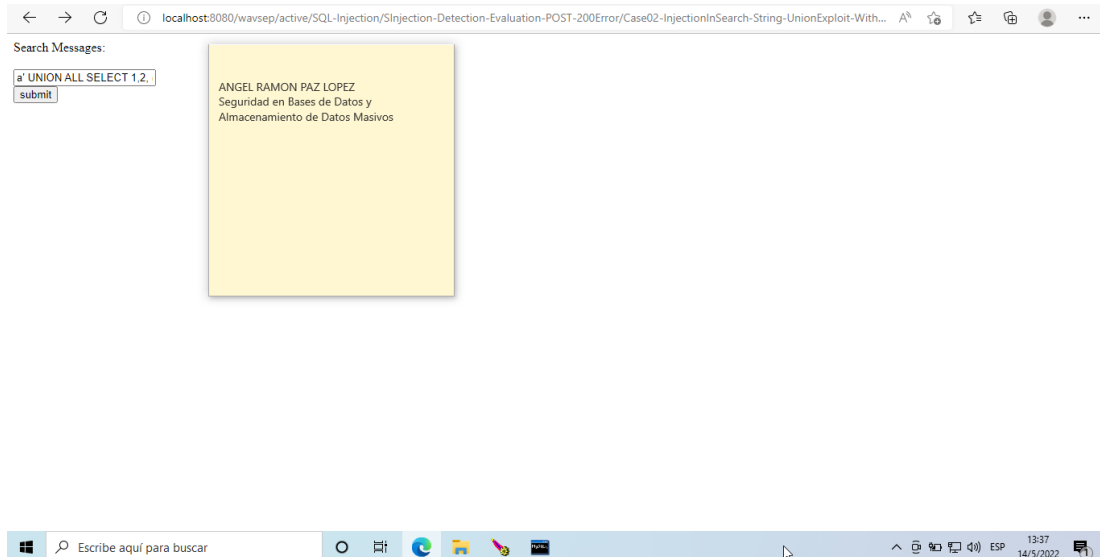 localhost:8080/wavsep/active/SQL-Injection/SInjection-Detection-Evaluation-POST-200Error/Case02-InjectionInSearch-String-UnionExploit-With...
Search Messages:
a' UNION ALL SELECT 1,2,
submit
ANGEL RAMON PAZ LOPEZ
Seguridad en Bases de Datos y
Almacenamiento de Datos Masivos
Escribe aquí para buscar
ESP
13:37
14/5/2022